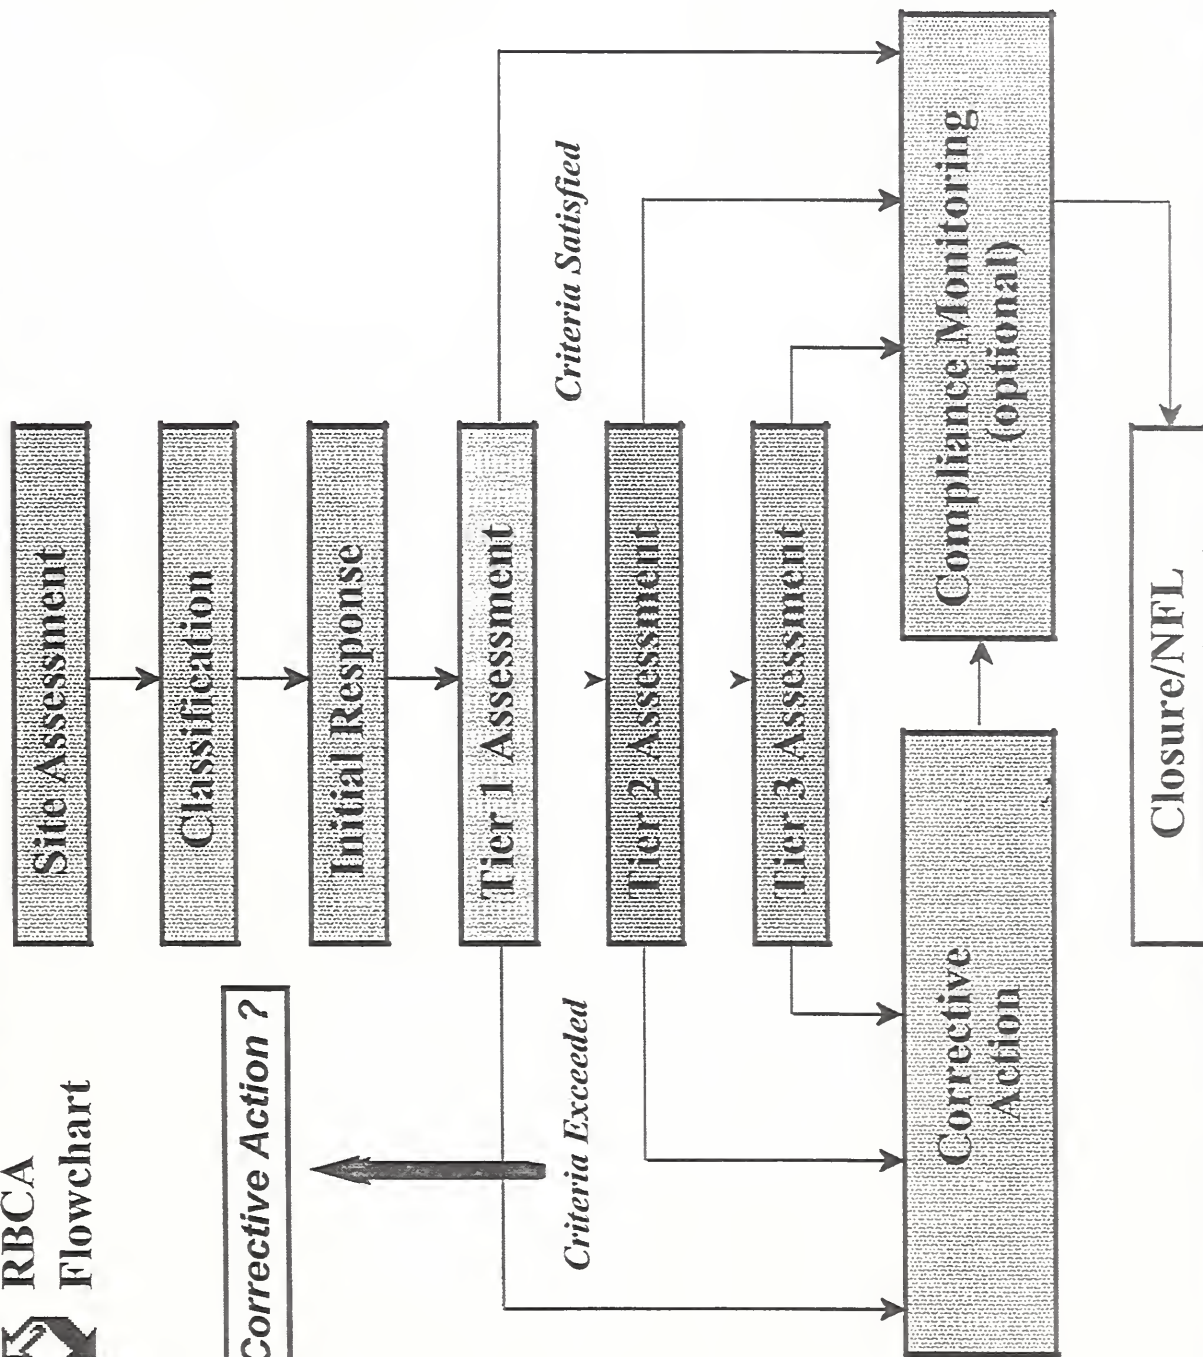 RBCA
Flowchart
Corrective Action ?
Site Assessment
Classification
Initial Response
Tier 1 Assessment
Criteria Exceeded
Criteria Satisfied
Tier 2 Assessment
Tier 3 Assessment
Corrective
Action
Compliance Monitoring
(optional)
Closure/NFL